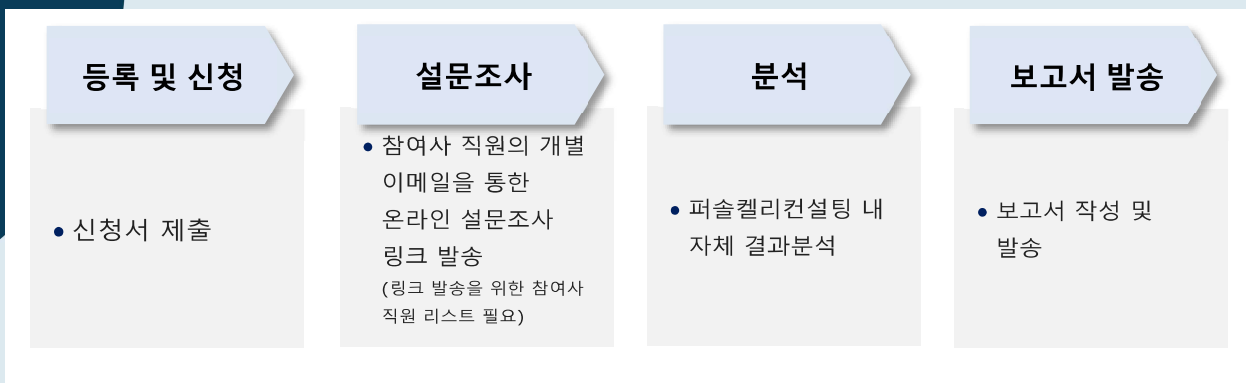 등록 및 신청
• 신청서 제출
설문조사
• 참여사 직원의 개별
이메일을 통한
온라인 설문조사
링크 발송
(링크 발송을 위한 참여사
직원 리스트 필요)
분석
• 퍼솔켈리컨설팅 내
자체 결과분석
보고서 발송
• 보고서 작성 및
발송